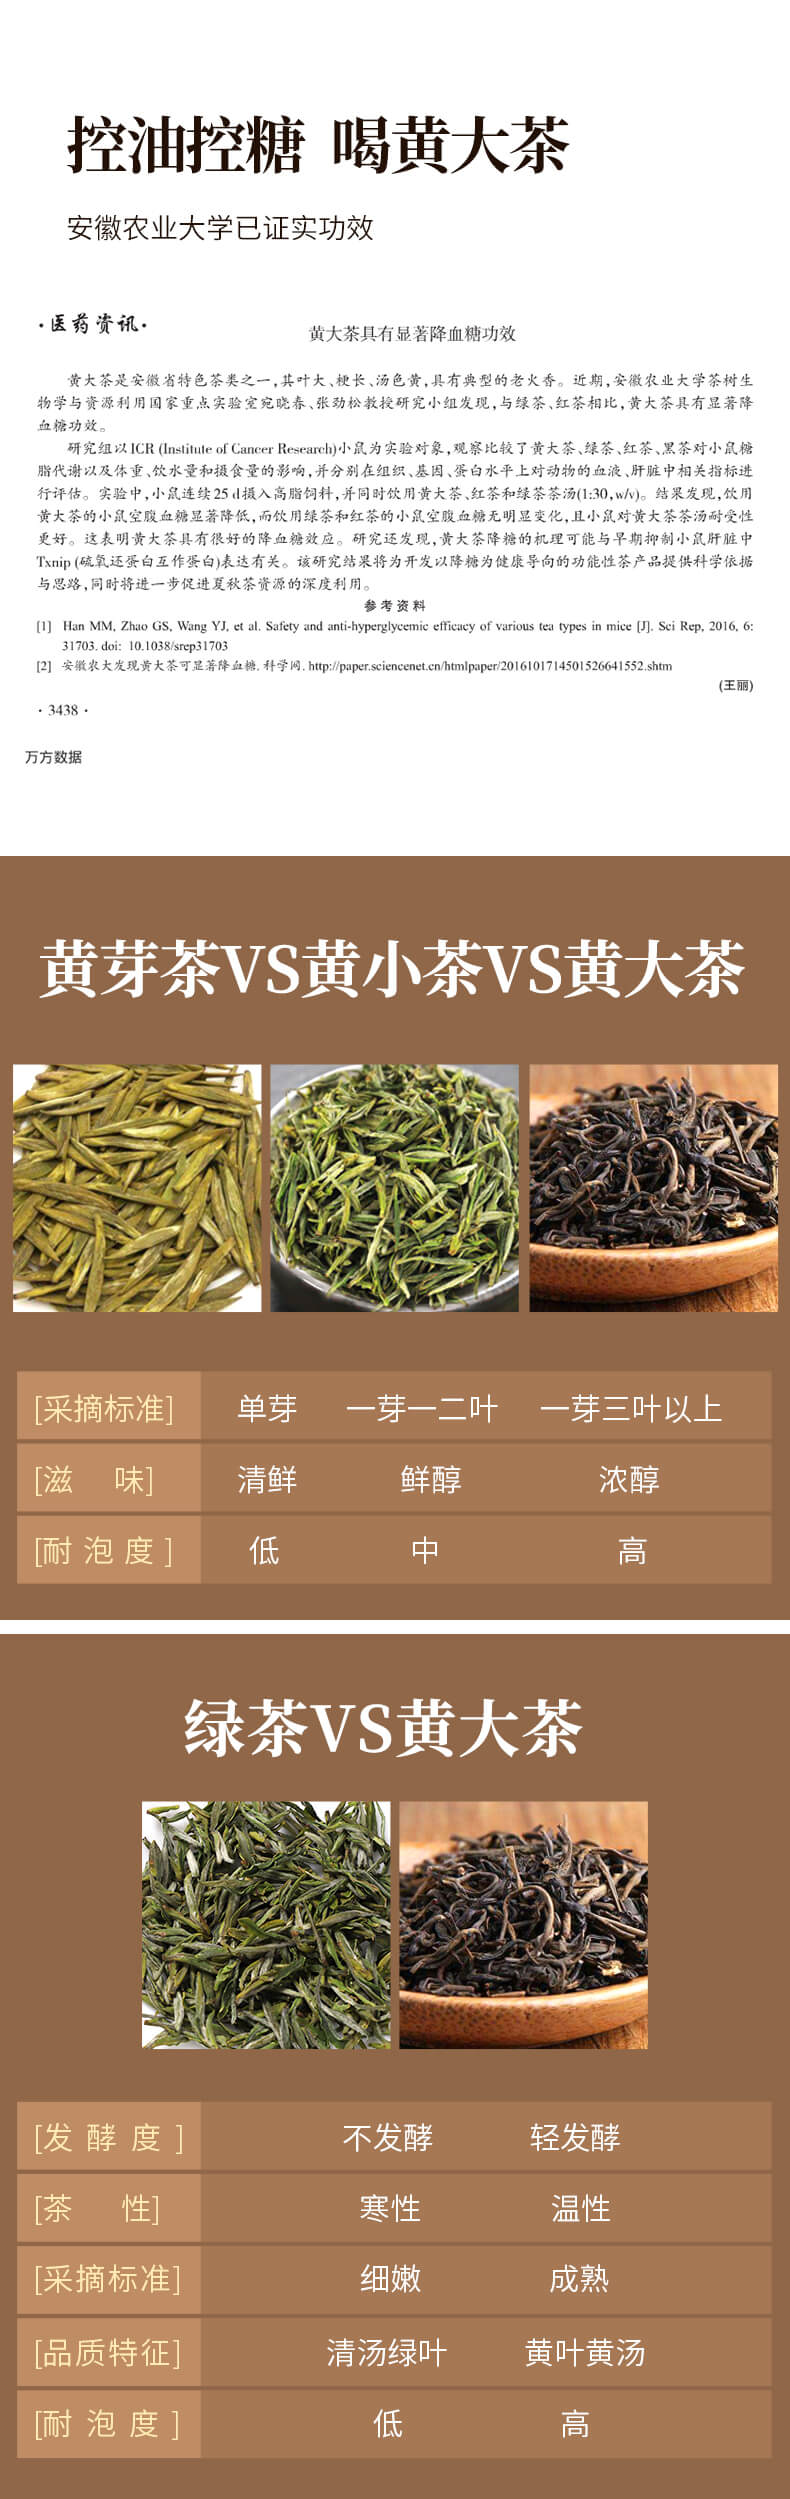 控油控糖 喝黄大茶
安徽农业大学已证实功效
·医药资讯·
黄大茶具有显著降血糖功效
黄大茶是安徽省特色茶类之一,其叶大、梗长、汤色黄,具有典型的老火香。近期,安徽农业大学茶树生
物学与资源利用国家重点实验室宛晓春、张劲松教授研究小组发现,与绿茶、红茶相比,黄大茶具有显著降
血糖功效。
研究组以 ICR (Institute of Cancer Research)小鼠为实验对象,观察比较了黄大茶、绿茶、红茶、黑茶对小鼠糖
脂代谢以及体重、饮水量和摄食量的影响,并分别在组织、基因、蛋白水平上对动物的血液、肝脏中相关指标进
行评估。实验中,小鼠连续 25 d 摄入高脂饲料,并同时饮用黄大茶、红茶和绿茶茶汤(1:30, w/v)。结果发现,饮用
黄大茶的小鼠空腹血糖显著降低,而饮用绿茶和红茶的小鼠空腹血糖无明显变化,且小鼠对黄大茶茶汤耐受性
更好。这表明黄大茶具有很好的降血糖效应。研究还发现,黄大茶降糖的机理可能与早期抑制小鼠肝脏中
Txnip (硫氧还蛋白互作蛋白)表达有关。该研究结果将为开发以降糖为健康导向的功能性茶产品提供科学依据
与思路,同时将进一步促进夏秋茶资源的深度利用。
参考资料
[1] Han MM, Zhao GS, Wang YJ, et al. Safety and anti-hyperglycemic efficacy of various tea types in mice [J]. Sci Rep, 2016, 6:
31703. doi: 10.1038/srep31703
[2] 安徽农大发现黄大茶可显著降血糖. 科学网. http://paper.sciencenet.cn/htmlpaper/2016101714501526641552.shtm
(王丽)
· 3438 ·
万方数据
黄芽茶VS黄小茶VS黄大茶
[采摘标准] 单芽 一芽一二叶 一芽三叶以上
[滋 味] 清鲜 鲜醇 浓醇
[耐泡度] 低 中 高
绿茶VS黄大茶
[发酵度] 不发酵 轻发酵
[茶 性] 寒性 温性
[采摘标准] 细嫩 成熟
[品质特征] 清汤绿叶 黄叶黄汤
[耐泡度] 低 高